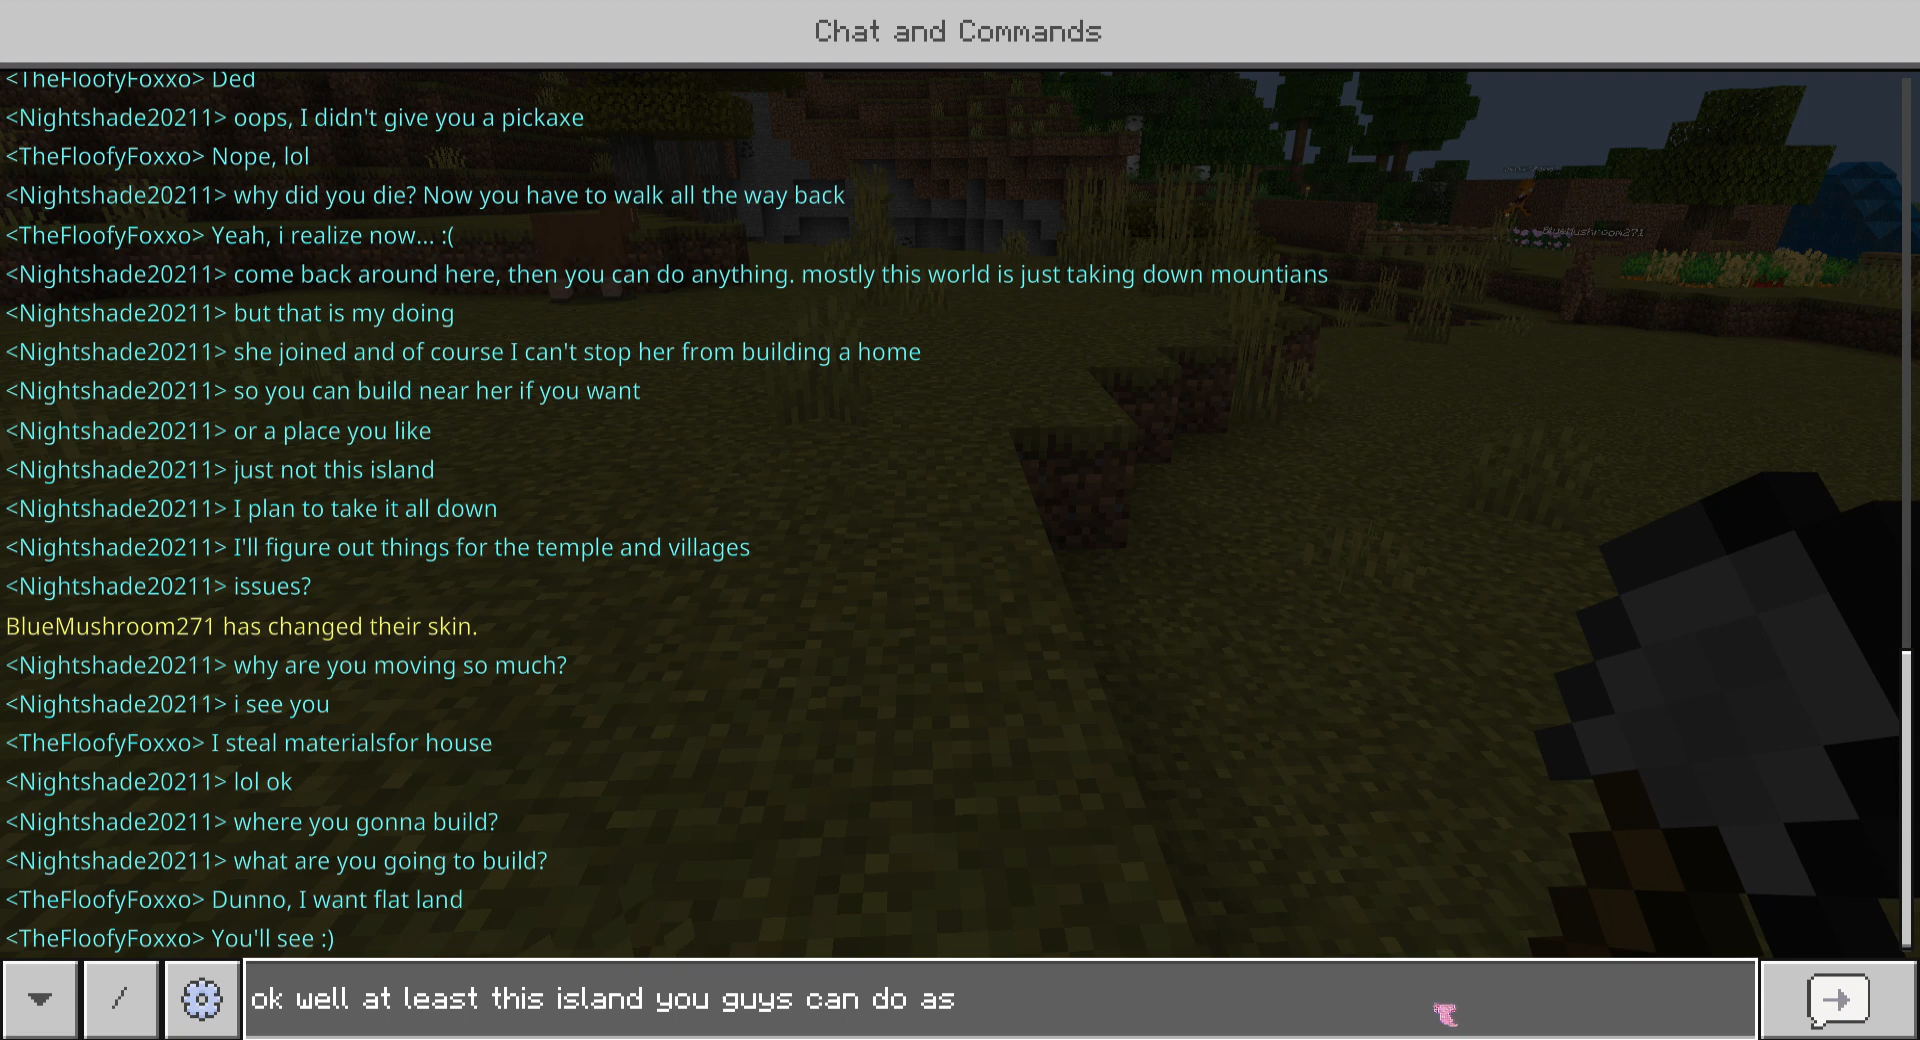 Chat and Commands
<TheFloofyFoxxo> Ded
<Nightshade20211> oops, I didn't give you a pickaxe
<TheFloofyFoxxo> Nope, lol
<Nightshade20211> why did you die? Now you have to walk all the way back
<TheFloofyFoxxo> Yeah, i realize now... :(
<Nightshade20211> come back around here, then you can do anything. mostly this world is just taking down mountians
BlueMushroom271
<Nightshade20211> but that is my doing
<Nightshade20211> she joined and of course I can't stop her from building a home
<Nightshade20211> so you can build near her if you want
<Nightshade20211> or a place you like
<Nightshade20211> just not this island
<Nightshade20211> I plan to take it all down
<Nightshade20211> I'll figure out things for the temple and villages
<Nightshade20211> issues?
BlueMushroom271 has changed their skin.
<Nightshade20211> why are you moving so much?
<Nightshade20211> i see you
<TheFloofyFoxxo> I steal materialsfor house
<Nightshade20211> lol ok
<Nightshade20211> where you gonna build?
<Nightshade20211> what are you going to build?
<TheFloofyFoxxo> Dunno, I want flat land
<TheFloofyFoxxo> You'll see :)
/
ok well at least this island you guys can do as